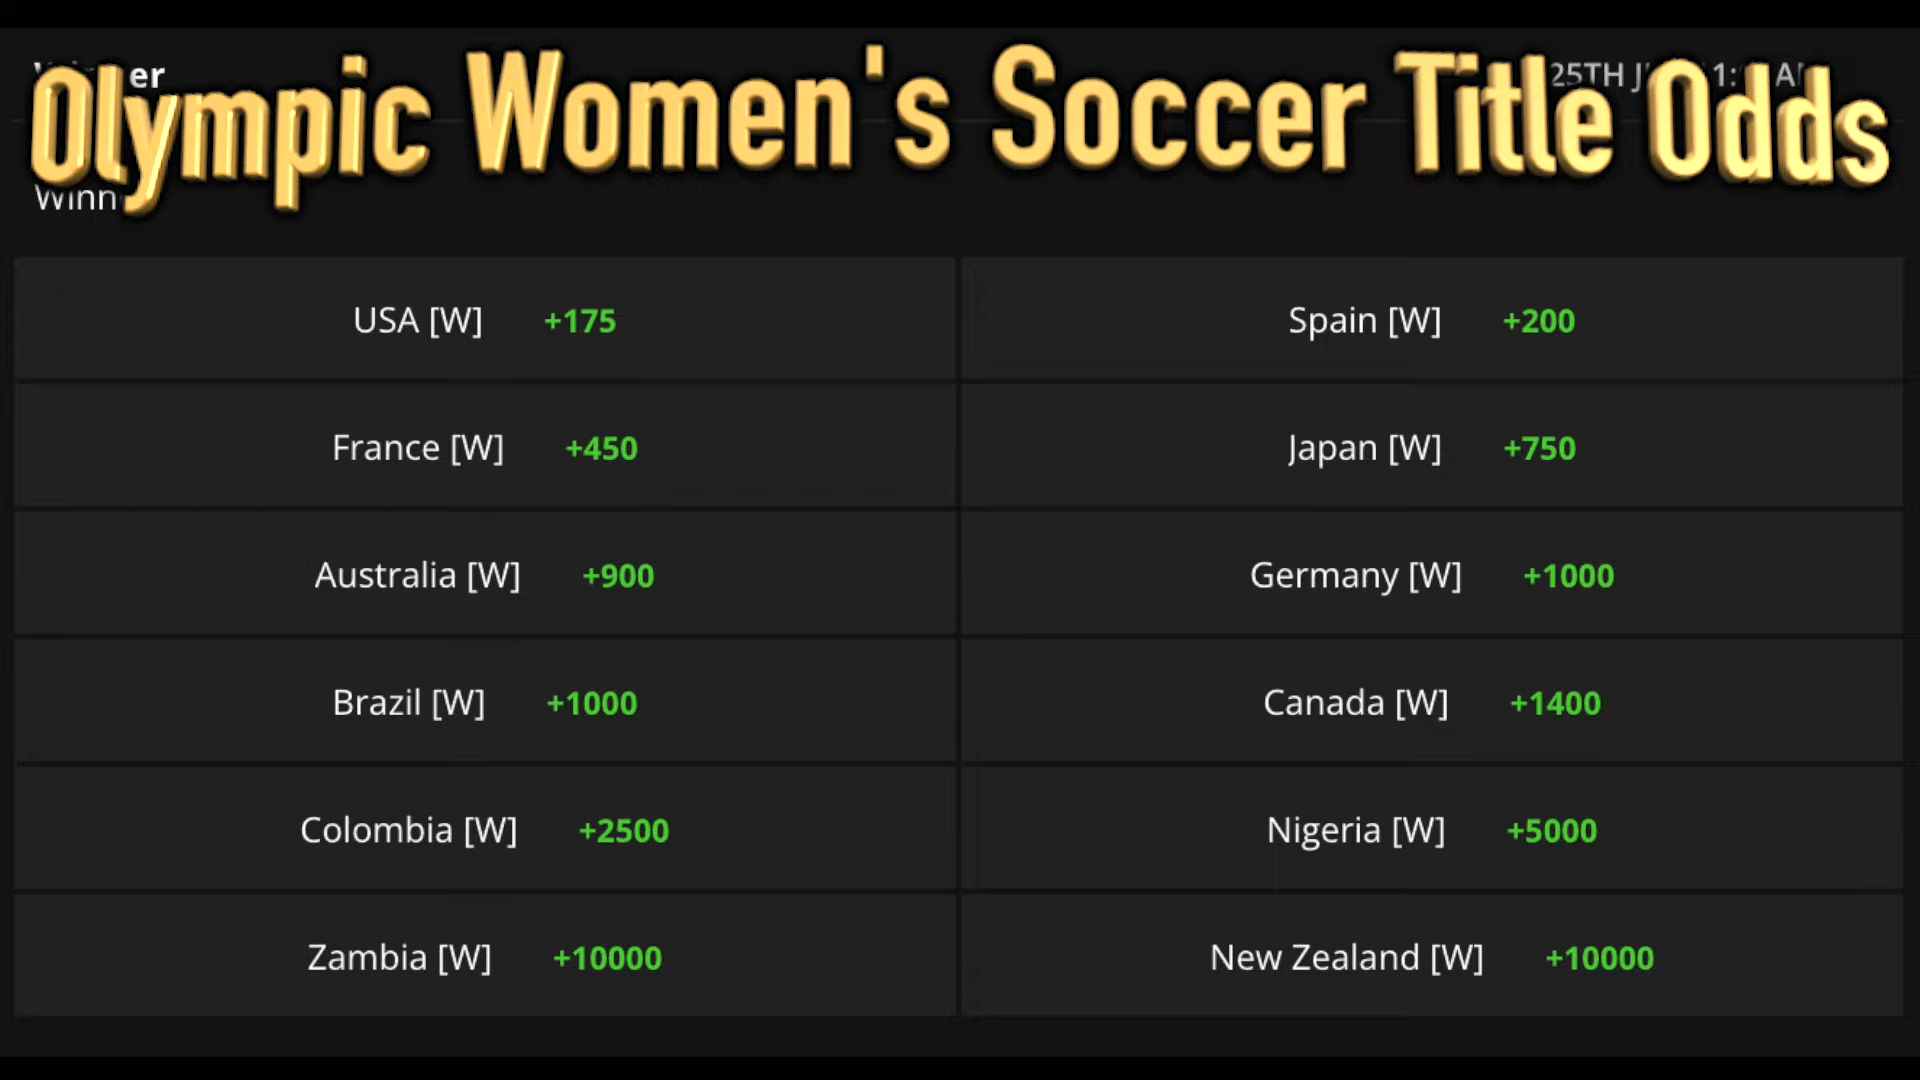 Olympic Women's Soccer Title Odds
25TH
USA [W] +175
Spain [W] +200
France [W] +450
Japan [W] +750
Australia [W] +900
Germany [W] +1000
Brazil [W] +1000
Canada [W] +1400
Colombia [W] +2500
Nigeria [W] +5000
Zambia [W] +10000
New Zealand [W] +10000